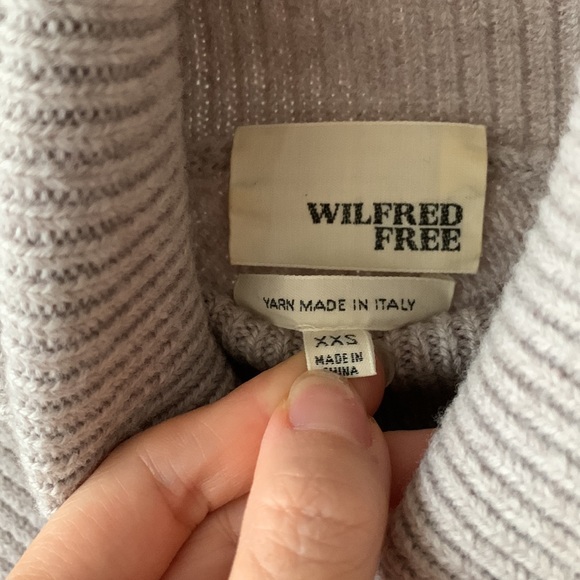 WILFRED
FREE
YARN MADE IN ITALY
XXS
MADE IN
CHINA